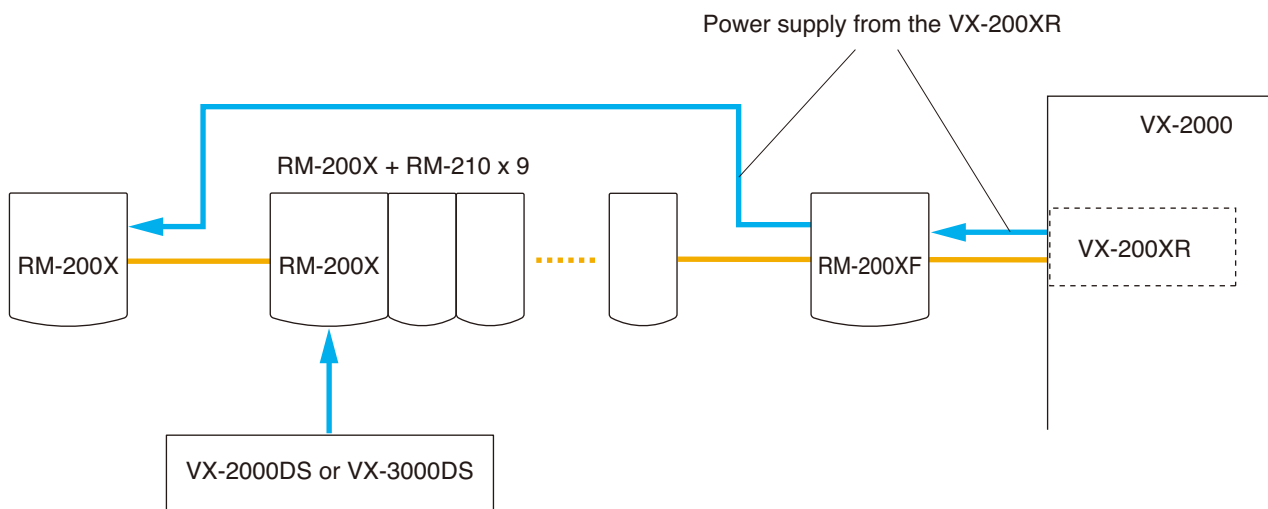 Power supply from the VX-200XR
VX-2000
RM-200X + RM-210 x 9
RM-200X
RM-200X
RM-200XF
VX-200XR
VX-2000DS or VX-3000DS